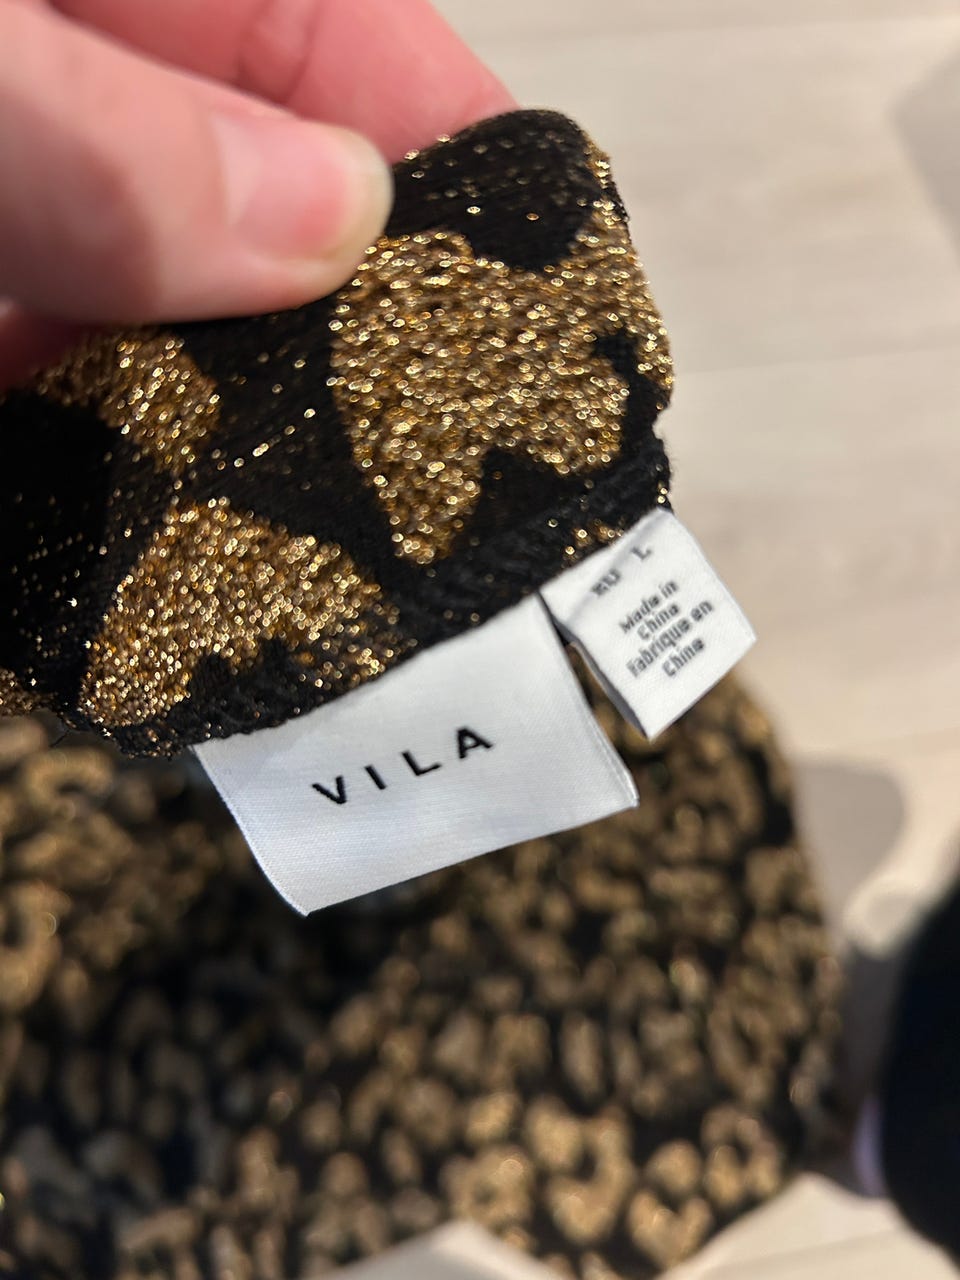 VILA
EU L
Made in
China
Fabriqué en
Chine